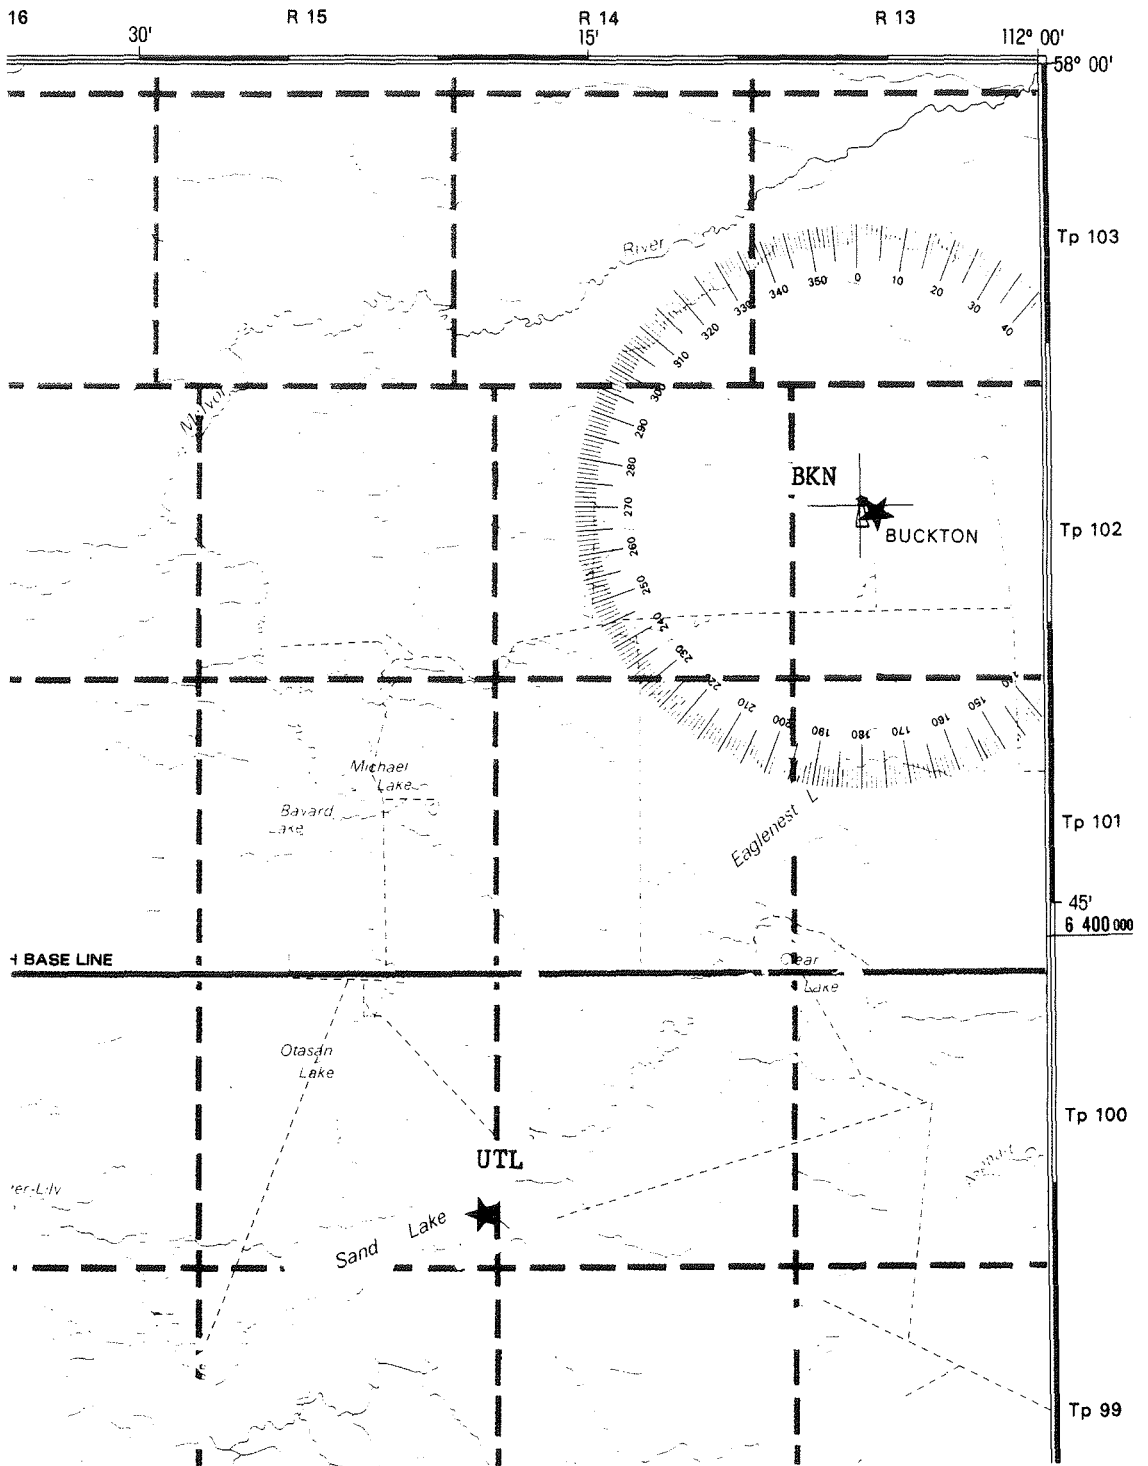 16 R 15 R 14 R 13
30' 15' 112° 00'
58° 00'
Tp 103
River
330 340 350 0 10 20 30 40
320
310
300
290
280
270
260
250
240
230
220
210
200 190 180 170 160 150 140
BKN
BUCKTON
Tp 102
Michael
Lake
Bayard
Lake
Eaglenest L
Tp 101
45'
6 400 000
H BASE LINE
Clear
Lake
Otasan
Lake
Tp 100
UTL
Sand Lake
Tp 99